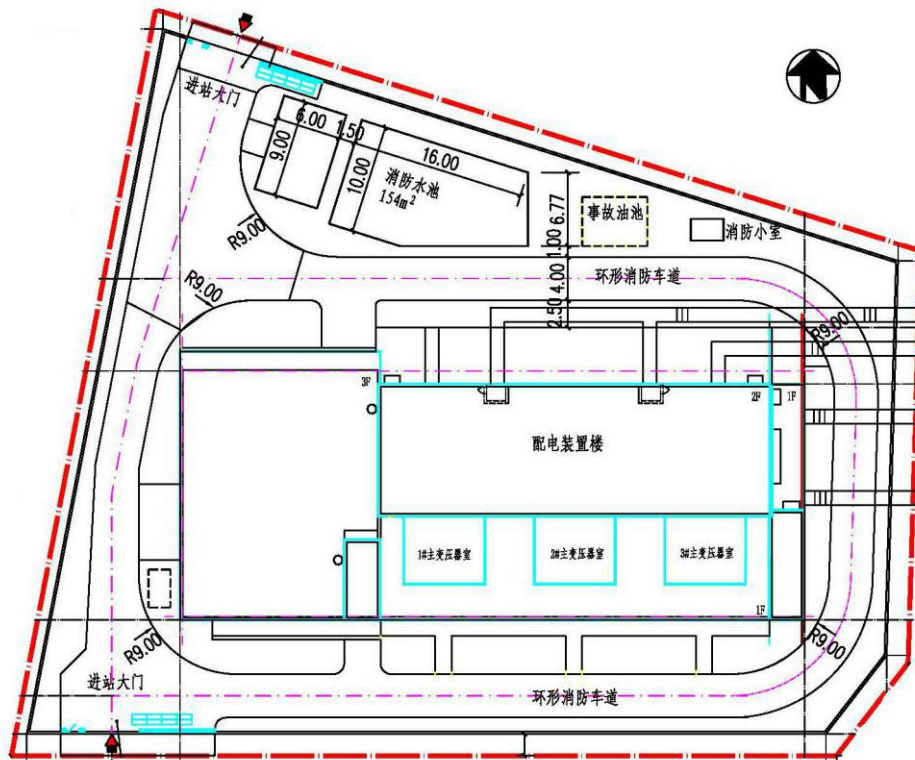 进站大门
6.00
1.50
9.00
16.00
10.00
消防水池
154m²
6.77
事故油池
消防小室
1.00
R9.00
4.00
环形消防车道
R9.00
2.50
R9.00
3F
2F
1F
配电装置楼
1#主变压器室
2#主变压器室
3#主变压器室
1F
R9.00
R9.00
进站大门
环形消防车道